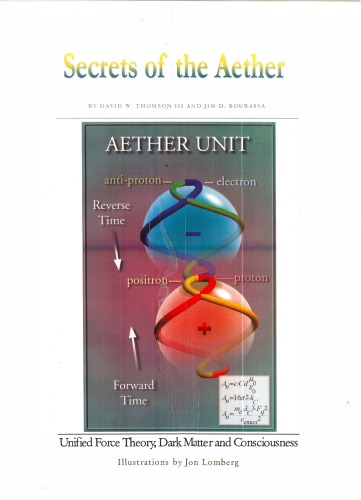 Secrets of the Aether
BY DAVID W. THOMSON III AND JIM D. BOURASSA
AETHER UNIT
anti-proton electron
Reverse
Time
-
positron proton
+
Forward
Time
Unified Force Theory, Dark Matter and Consciousness
Illustrations by Jon Lomberg